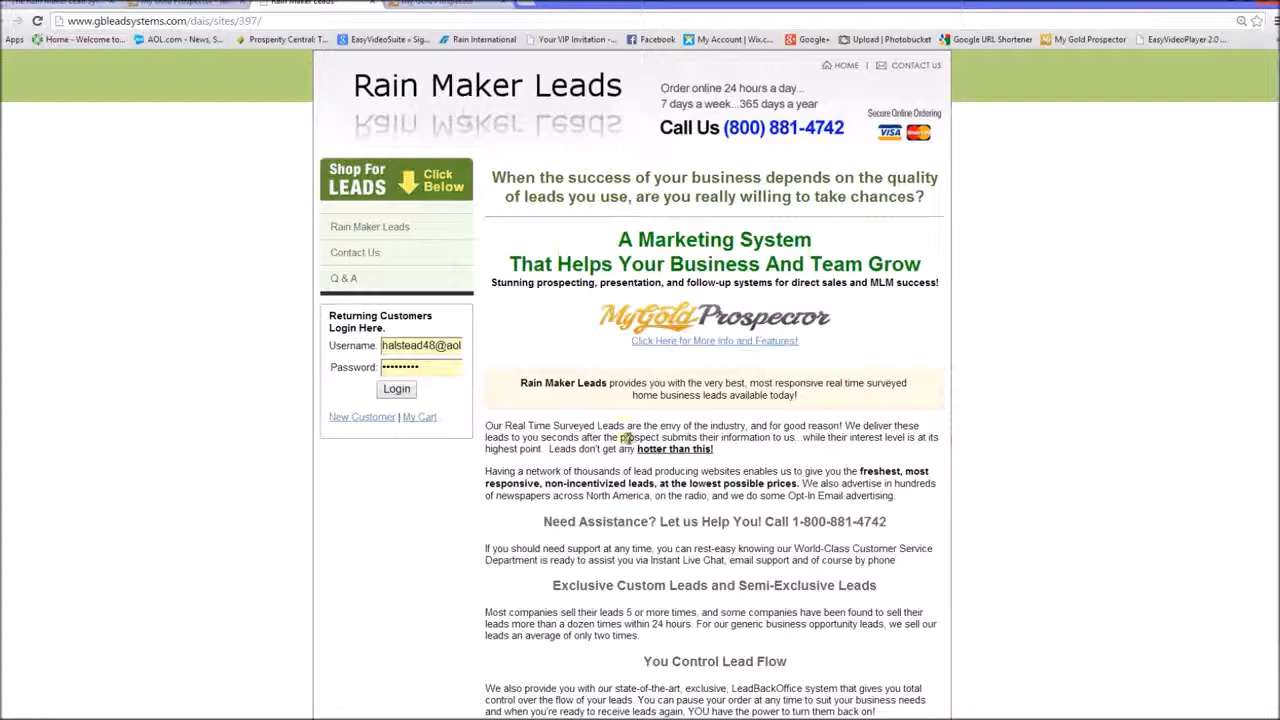 My Gold Prospector
www.gbleadsystems.com/dais/sites/397/
Apps Home - Welcome to... AOL.com - News, S... Prosperity Central: T... EasyVideoSuite » Sig... Rain International Your VIP Invitation -... Facebook My Account | Wix.c... Google+ Upload | Photobucket Google URL Shortener My Gold Prospector EasyVideoPlayer 2.0 ...
HOME | CONTACT US
Rain Maker Leads
Order online 24 hours a day...
7 days a week...365 days a year
Call Us (800) 881-4742
Secure Online Ordering
VISA MasterCard
Shop For LEADS Click Below
Rain Maker Leads
Contact Us
Q & A
Returning Customers
Login Here.
Username. halstead48@aol
Password: •••••••••
Login
New Customer | My Cart
When the success of your business depends on the quality
of leads you use, are you really willing to take chances?
A Marketing System
That Helps Your Business And Team Grow
Stunning prospecting, presentation, and follow-up systems for direct sales and MLM success!
MyGoldProspector
Click Here for More Info and Features!
Rain Maker Leads provides you with the very best, most responsive real time surveyed
home business leads available today!
Our Real Time Surveyed Leads are the envy of the industry, and for good reason! We deliver these
leads to you seconds after the prospect submits their information to us...while their interest level is at its
highest point. Leads don't get any hotter than this!
Having a network of thousands of lead producing websites enables us to give you the freshest, most
responsive, non-incentivized leads, at the lowest possible prices. We also advertise in hundreds
of newspapers across North America, on the radio, and we do some Opt-In Email advertising.
Need Assistance? Let us Help You! Call 1-800-881-4742
If you should need support at any time, you can rest-easy knowing our World-Class Customer Service
Department is ready to assist you via Instant Live Chat, email support and of course by phone
Exclusive Custom Leads and Semi-Exclusive Leads
Most companies sell their leads 5 or more times, and some companies have been found to sell their
leads more than a dozen times within 24 hours. For our generic business opportunity leads, we sell our
leads an average of only two times.
You Control Lead Flow
We also provide you with our state-of-the-art, exclusive, LeadBackOffice system that gives you total
control over the flow of your leads. You can pause your order at any time to suit your business needs
and when you're ready to receive leads again, YOU have the power to turn them back on!